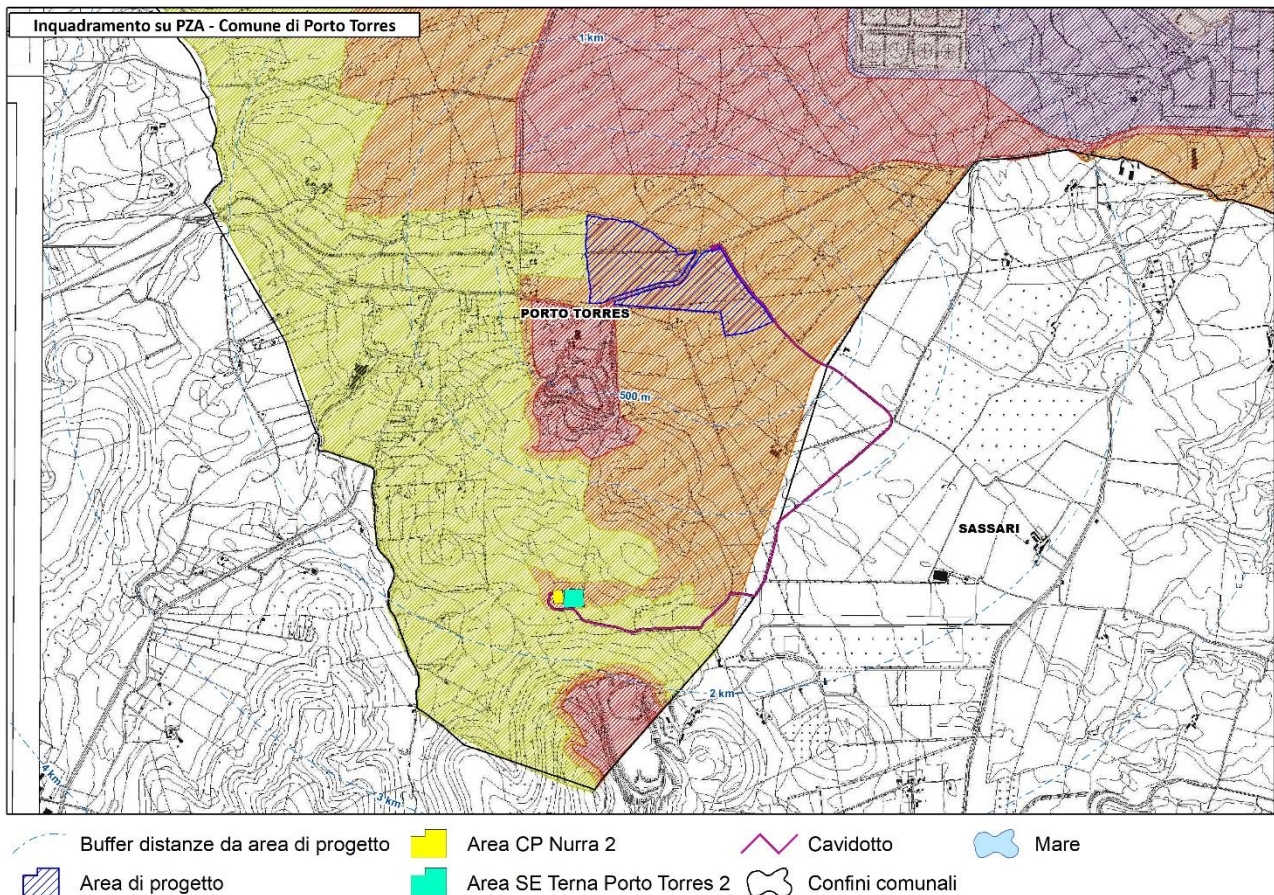 Inquadramento su PZA - Comune di Porto Torres
1 km
PORTO TORRES
500 m
SASSARI
2 km
4 km
3 km
Buffer distanze da area di progetto
Area CP Nurra 2
Cavidotto
Mare
Area di progetto
Area SE Terna Porto Torres 2
Confini comunali